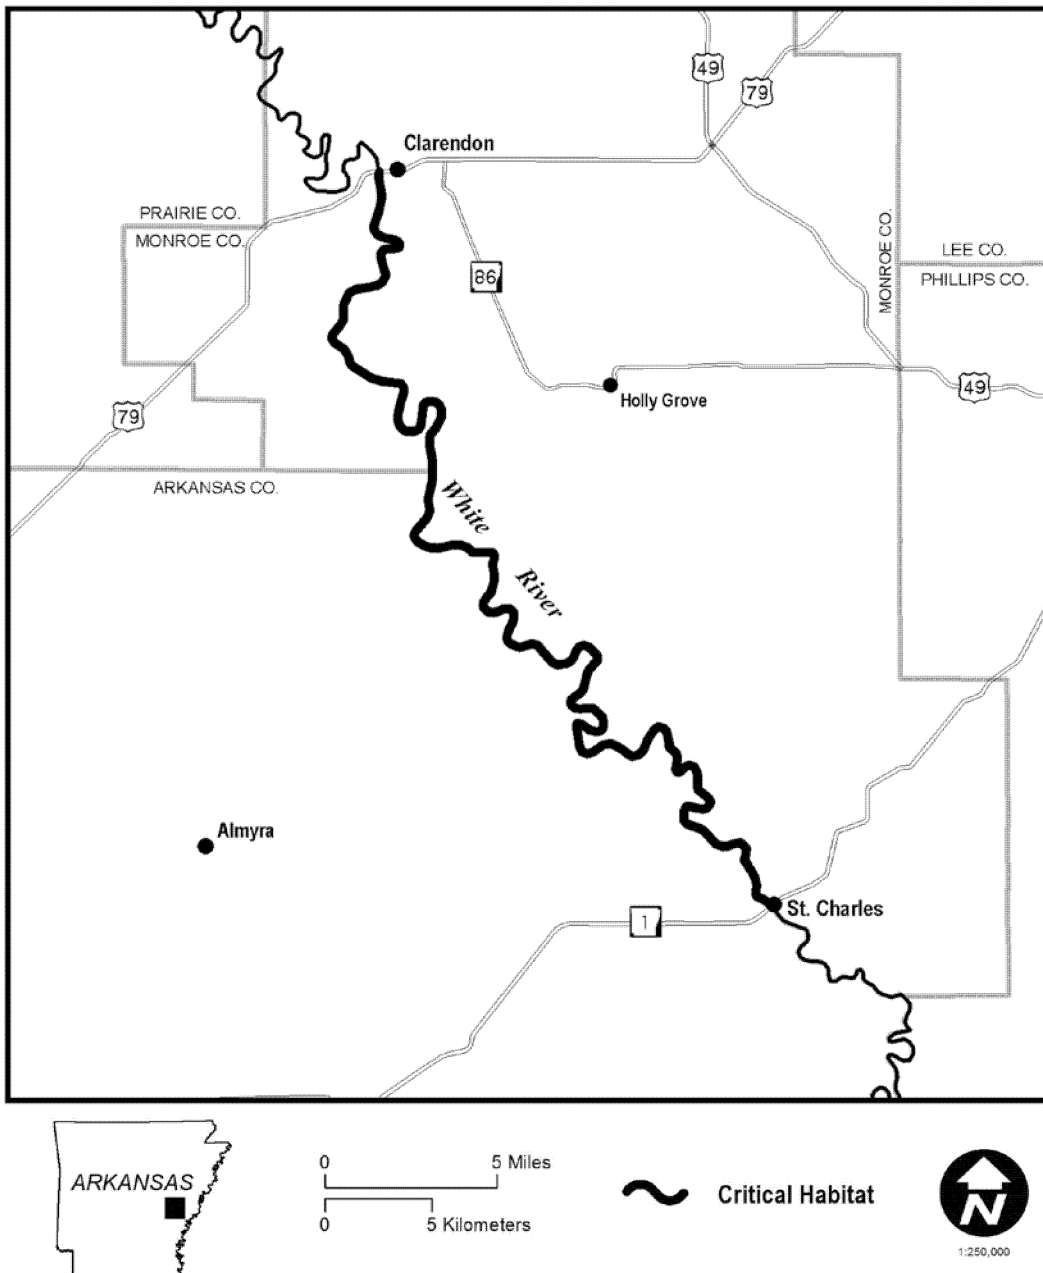 49
79
Clarendon
PRAIRIE CO.
MONROE CO.
MONROE CO.
LEE CO.
PHILLIPS CO.
86
79
Holly Grove
49
ARKANSAS CO.
White
River
Almyra
St. Charles
1
ARKANSAS
0 5 Miles
0 5 Kilometers
Critical Habitat
N
1:250,000